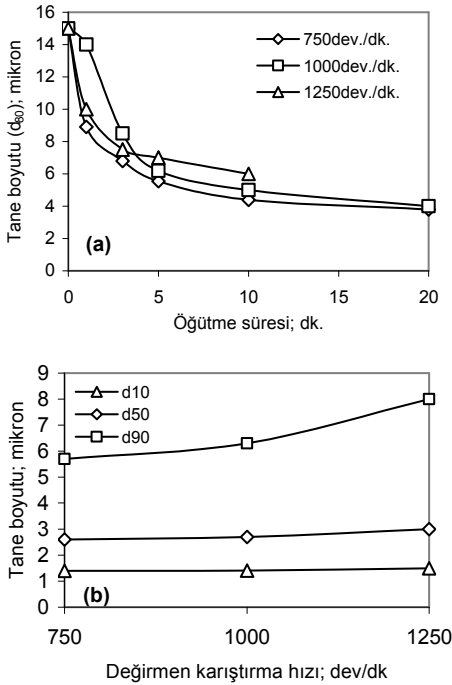 16
14
12
10
8
6
4
2
0
Tane boyutu (d80); mikron
750dev./dk.
1000dev./dk.
1250dev./dk.
(a)
0 5 10 15 20
Öğütme süresi; dk.
9
8
7
6
5
4
3
2
1
0
Tane boyutu; mikron
d10
d50
d90
(b)
750 1000 1250
Değirmen karıştırma hızı; dev/dk